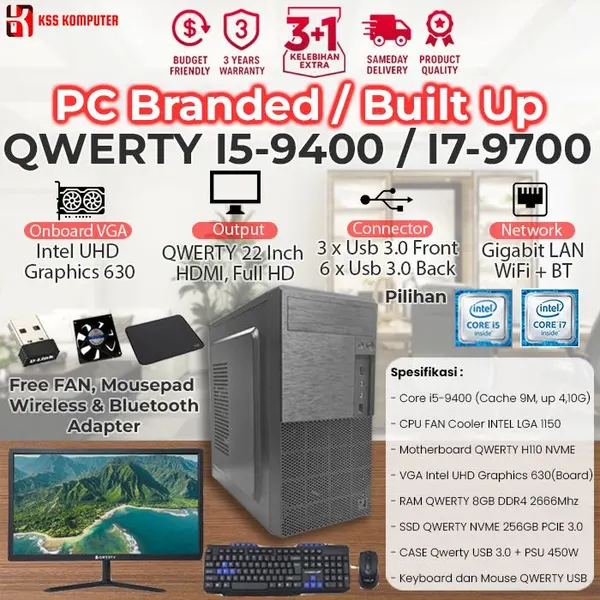 KSS KOMPUTER
BUDGET
FRIENDLY
3 YEARS
WARRANTY
3+1
KELEBIHAN
EXTRA
SAMEDAY
DELIVERY
PRODUCT
QUALITY
PC Branded / Built Up
QWERTY I5-9400 / I7-9700
Onboard VGA
Intel UHD
Graphics 630
Output
QWERTY 22 Inch
HDMI, Full HD
Connector
3 x Usb 3.0 Front
6 x Usb 3.0 Back
Network
Gigabit LAN
WiFi + BT
Pilihan
intel
CORE i5
inside
intel
CORE i7
inside
D-Link
Free FAN, Mousepad
Wireless & Bluetooth
Adapter
Spesifikasi :
- Core i5-9400 (Cache 9M, up 4,10G)
- CPU FAN Cooler INTEL LGA 1150
- Motherboard QWERTY H110 NVME
- VGA Intel UHD Graphics 630(Board)
- RAM QWERTY 8GB DDR4 2666Mhz
- SSD QWERTY NVME 256GB PCIE 3.0
- CASE Qwerty USB 3.0 + PSU 450W
- Keyboard dan Mouse QWERTY USB
QWERTY